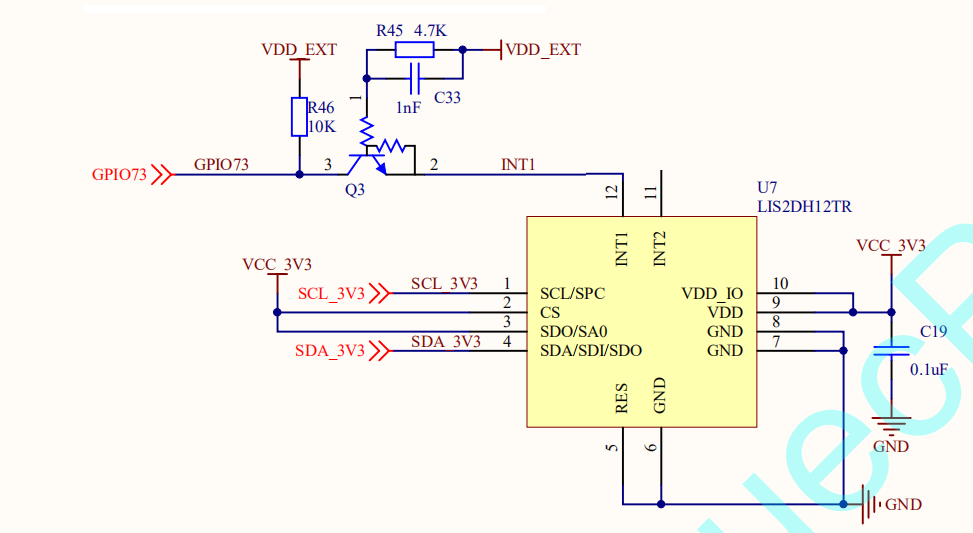 R45 4.7K
VDD_EXT
VDD_EXT
C33
1nF
1
R46
10K
GPIO73
GPIO73
3
2
INT1
Q3
12
11
U7
LIS2DH12TR
INT1
INT2
VCC_3V3
VCC_3V3
SCL_3V3
SCL_3V3
1
SCL/SPC
VDD_IO
10
2
CS
VDD
9
3
SDO/SA0
GND
8
SDA_3V3
SDA_3V3
4
SDA/SDI/SDO
GND
7
C19
0.1uF
RES
GND
5
6
GND
GND